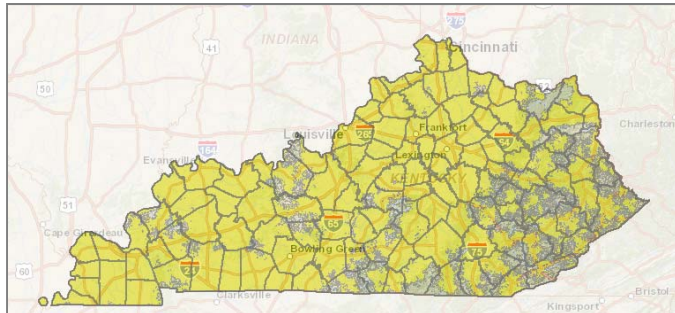 275
Cincinnati
INDIANA
41
50
Louisville
264
Frankfort
64
Charleston
Evansville
164
Lexington
KENTUCKY
51
Cape Girardeau
65
Bowling Green
75
60
24
Clarksville
Kingsport
Bristol